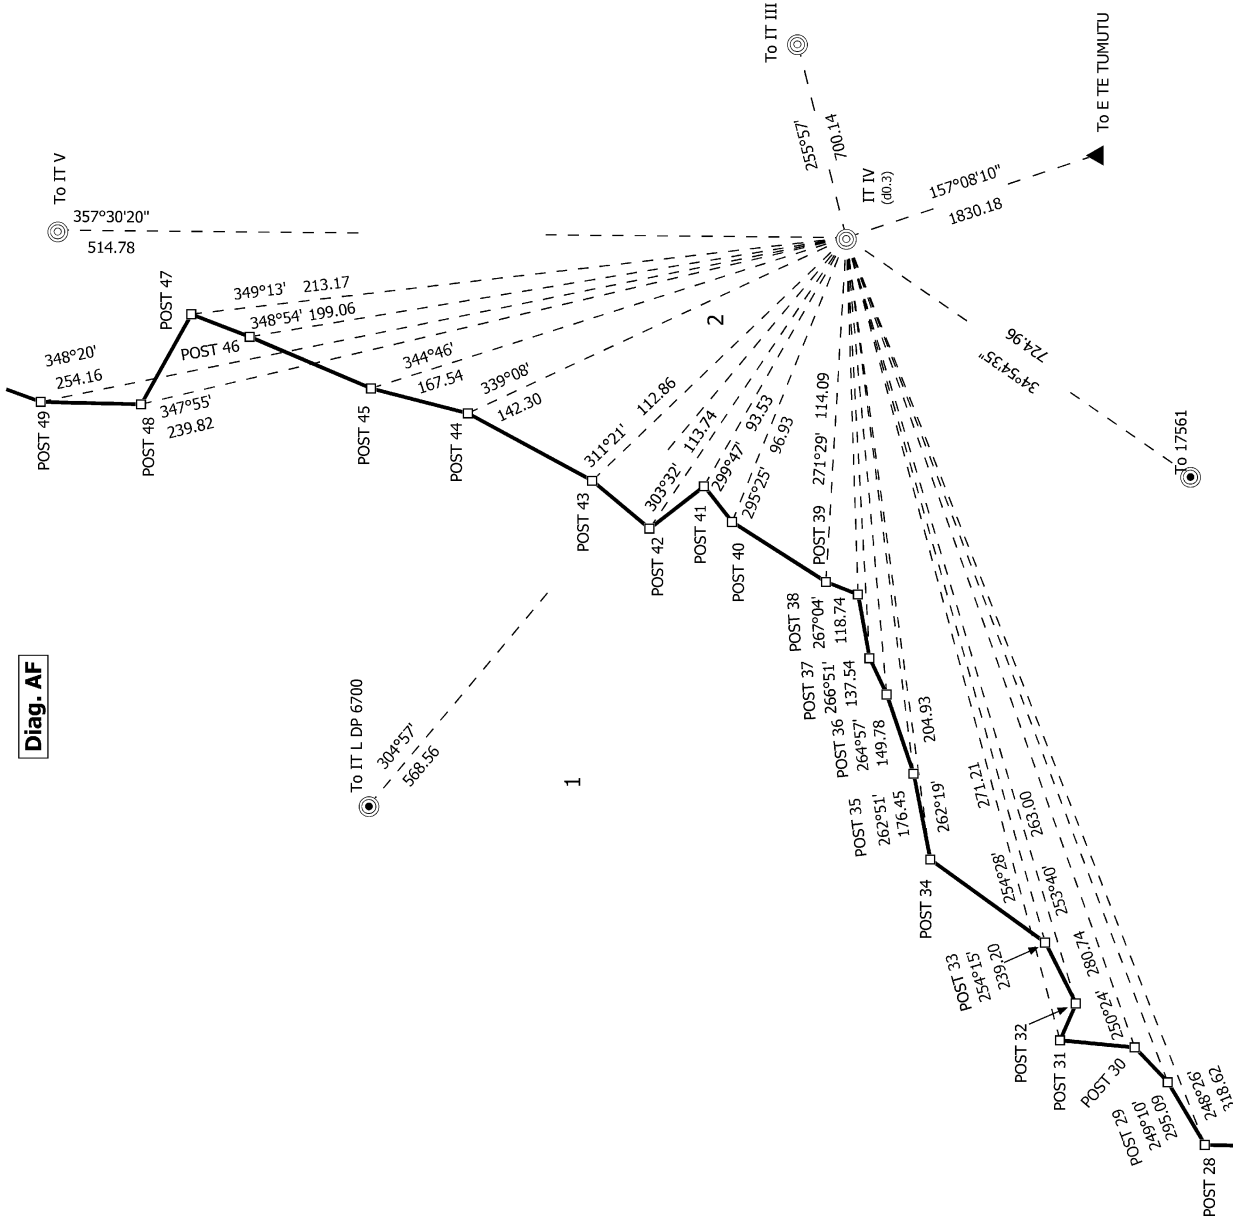 Diag. AF
To IT V
357°30'20"
514.78
To IT III
255°57'
700.14
IT IV
(d0.3)
To E TE TUMUTU
157°08'10"
1830.18
To 17561
34°54'35"
724.96
To IT L DP 6700
304°57'
568.56
1
2
POST 49
348°20'
254.16
POST 48
347°55'
239.82
POST 47
349°13' 213.17
POST 46
348°54' 199.06
POST 45
344°46'
167.54
POST 44
339°08'
142.30
POST 43
311°21'
112.86
POST 42
303°32'
113.74
POST 41
299°47'
93.53
POST 40
295°25'
96.93
POST 39
271°29' 114.09
POST 38
267°04'
118.74
POST 37
266°51'
137.54
POST 36
264°57'
149.78
POST 35
262°51'
176.45
POST 34
262°19'
204.93
POST 33
254°15'
239.20
POST 32
253°40'
263.00
POST 31
254°28'
271.21
POST 30
250°24'
280.74
POST 29
249°10'
295.09
POST 28
248°26'
318.62